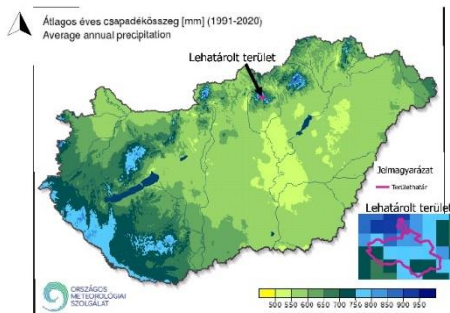 Átlagos éves csapadékösszeg [mm] (1991-2020)
Average annual precipitation
Lehatárolt terület
Jelmagyarázat
Területhatár
Lehatárolt terület
ORSZÁGOS
METEOROLÓGIAI
SZOLGÁLAT
500 550 600 650 700 750 800 850 900 950